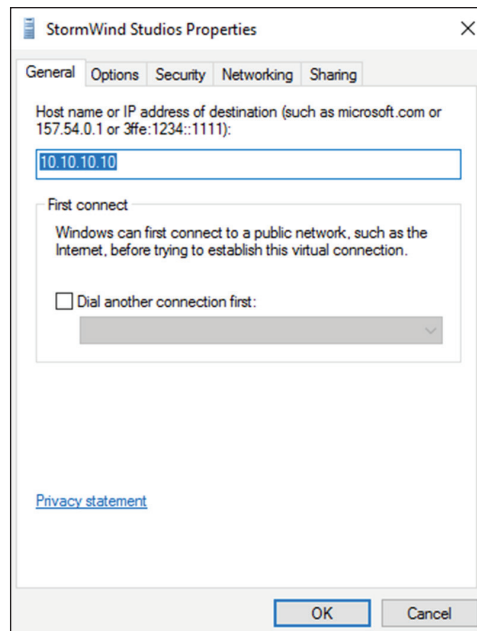 StormWind Studios Properties
General Options Security Networking Sharing
Host name or IP address of destination (such as microsoft.com or
157.54.0.1 or 3ffe:1234::1111):
10.10.10.10
First connect
Windows can first connect to a public network, such as the
Internet, before trying to establish this virtual connection.
Dial another connection first:
Privacy statement
OK Cancel